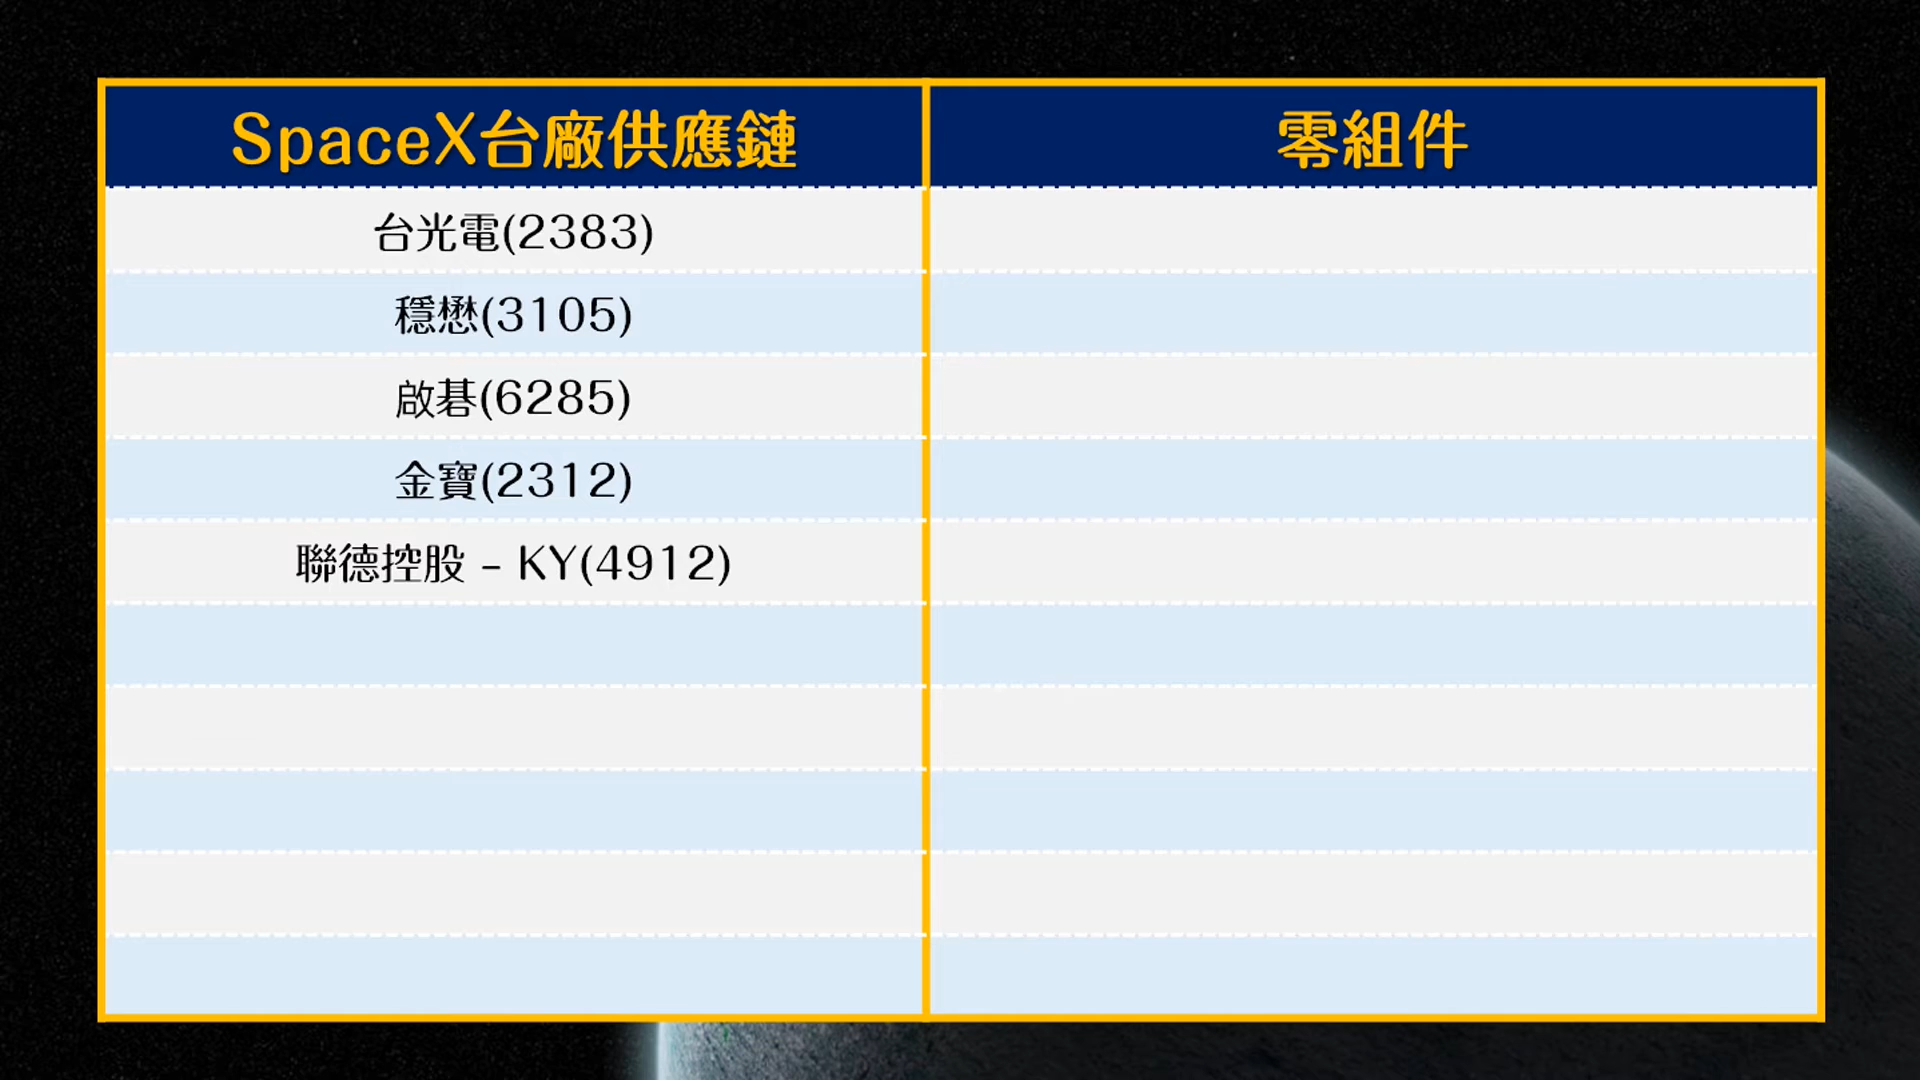 SpaceX台廠供應鏈
零組件
台光電(2383)
穩懋(3105)
啟碁(6285)
金寶(2312)
聯德控股 – KY(4912)